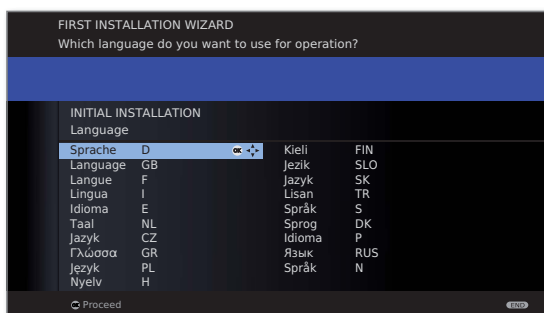 FIRST INSTALLATION WIZARD
Which language do you want to use for operation?
INITIAL INSTALLATION
Language
Sprache D OK Kieli FIN
Language GB Jezik SLO
Langue F Jazyk SK
Lingua I Lisan TR
Idioma E Språk S
Taal NL Sprog DK
Jazyk CZ Idioma P
Γλώσσα GR Язык RUS
Język PL Språk N
Nyelv H
OK Proceed END